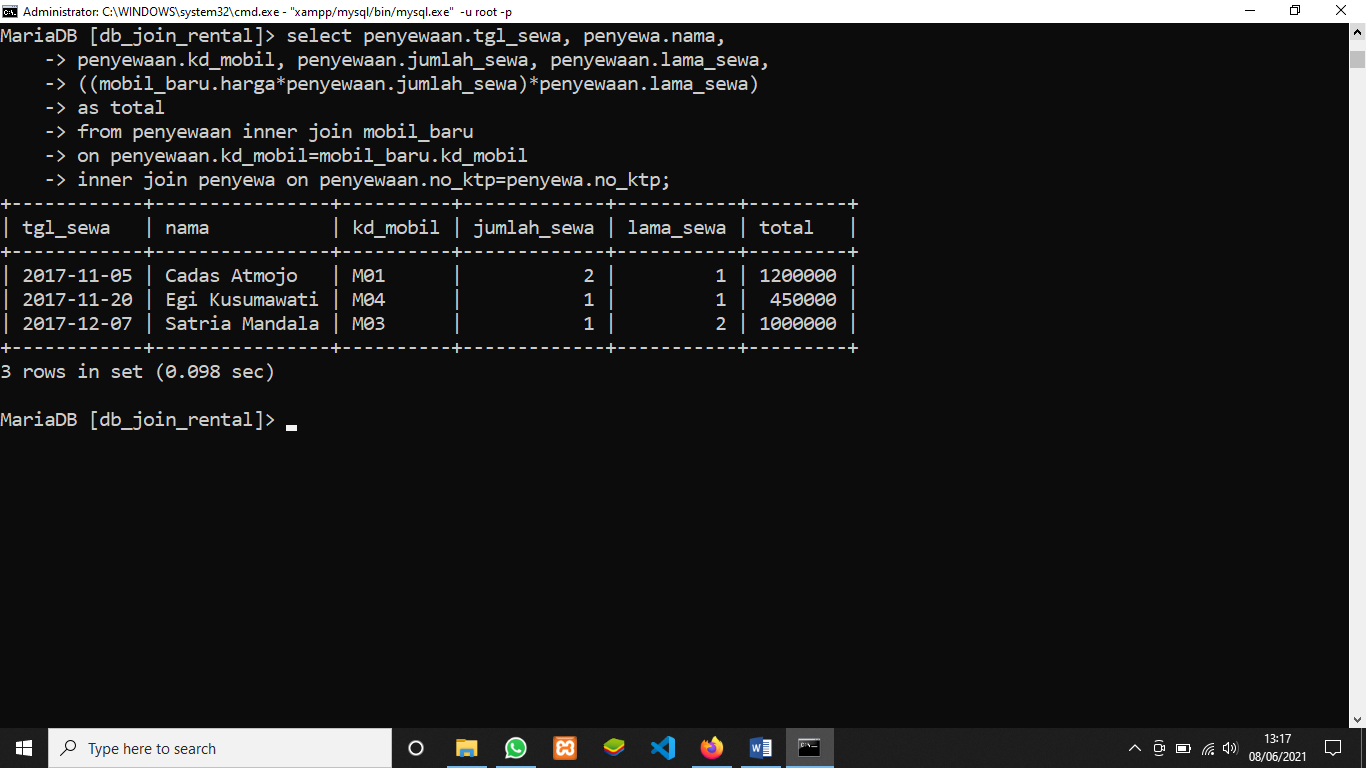 Administrator: C:\WINDOWS\system32\cmd.exe - "xampp/mysql/bin/mysql.exe" -u root -p
MariaDB [db_join_rental]> select penyewaan.tgl_sewa, penyewa.nama,
    -> penyewaan.kd_mobil, penyewaan.jumlah_sewa, penyewaan.lama_sewa,
    -> ((mobil_baru.harga*penyewaan.jumlah_sewa)*penyewaan.lama_sewa)
    -> as total
    -> from penyewaan inner join mobil_baru
    -> on penyewaan.kd_mobil=mobil_baru.kd_mobil
    -> inner join penyewa on penyewaan.no_ktp=penyewa.no_ktp;
+------------+----------------+----------+-------------+-----------+---------+
| tgl_sewa   | nama           | kd_mobil | jumlah_sewa | lama_sewa | total   |
+------------+----------------+----------+-------------+-----------+---------+
| 2017-11-05 | Cadas Atmojo   | M01      |           2 |         1 | 1200000 |
| 2017-11-20 | Egi Kusumawati | M04      |           1 |         1 |  450000 |
| 2017-12-07 | Satria Mandala | M03      |           1 |         2 | 1000000 |
+------------+----------------+----------+-------------+-----------+---------+
3 rows in set (0.098 sec)
MariaDB [db_join_rental]>
Type here to search
13:17
08/06/2021